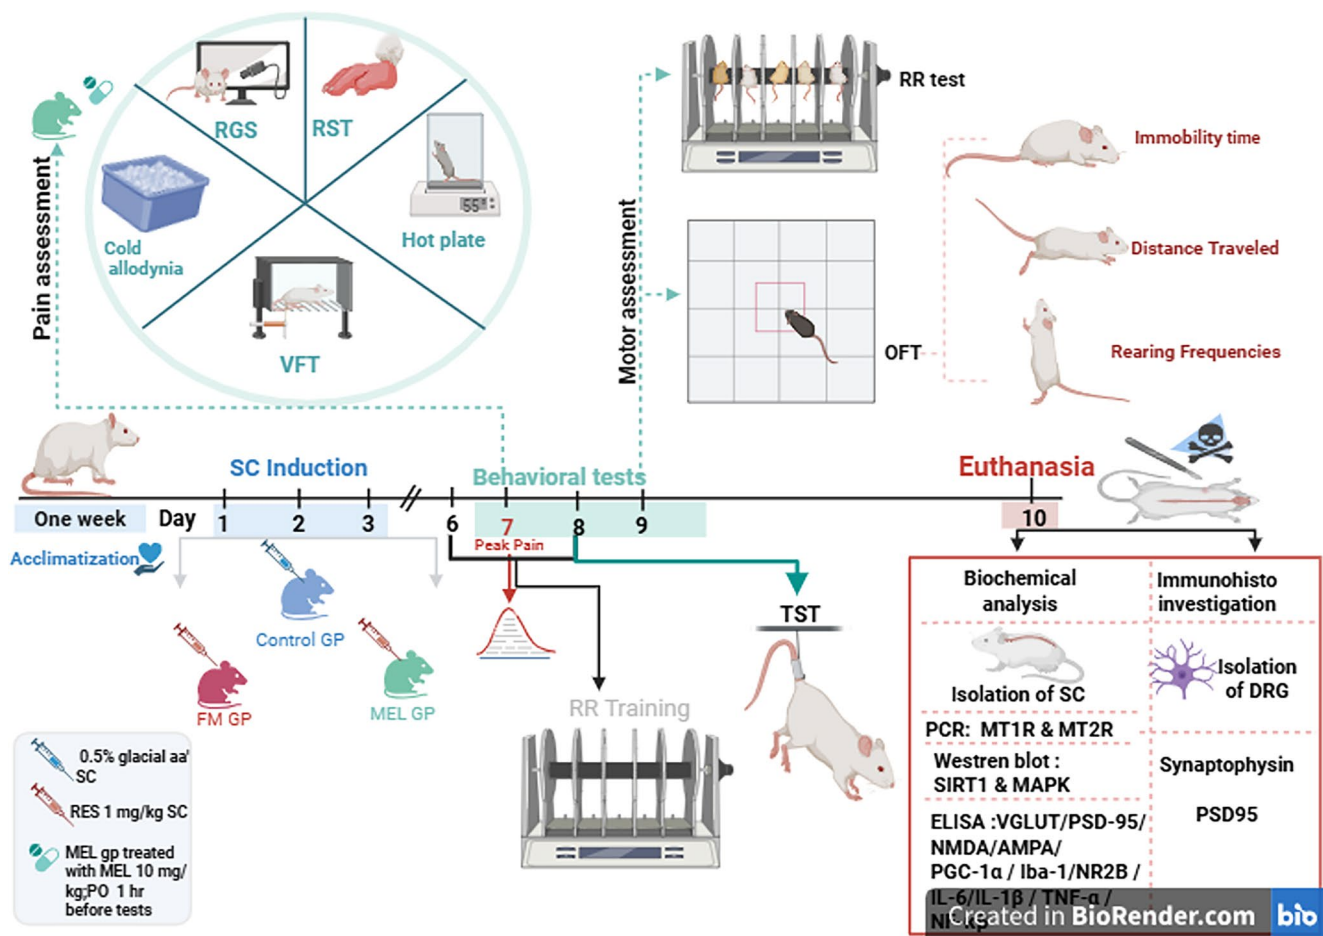 RGS
RST
Cold
allodynia
Hot plate
55
VFT
Pain assessment
Motor assessment
RR test
OFT
Immobility time
Distance Traveled
Rearing Frequencies
SC Induction
Behavioral tests
Euthanasia
One week
Day
1
2
3
6
7
8
9
10
Peak Pain
Acclimatization
Control GP
FM GP
MEL GP
TST
RR Training
0.5% glacial aa'
SC
RES 1 mg/kg SC
MEL gp treated
with MEL 10 mg/
kg;PO 1 hr
before tests
Biochemical
analysis
Isolation of SC
PCR: MT1R & MT2R
Westren blot :
SIRT1 & MAPK
ELISA :VGLUT/PSD-95/
NMDA/AMPA/
PGC-1α / Iba-1/NR2B /
IL-6/IL-1β / TNF-α /
Immunohisto
investigation
Isolation
of DRG
Synaptophysin
PSD95
Created in BioRender.com
bio